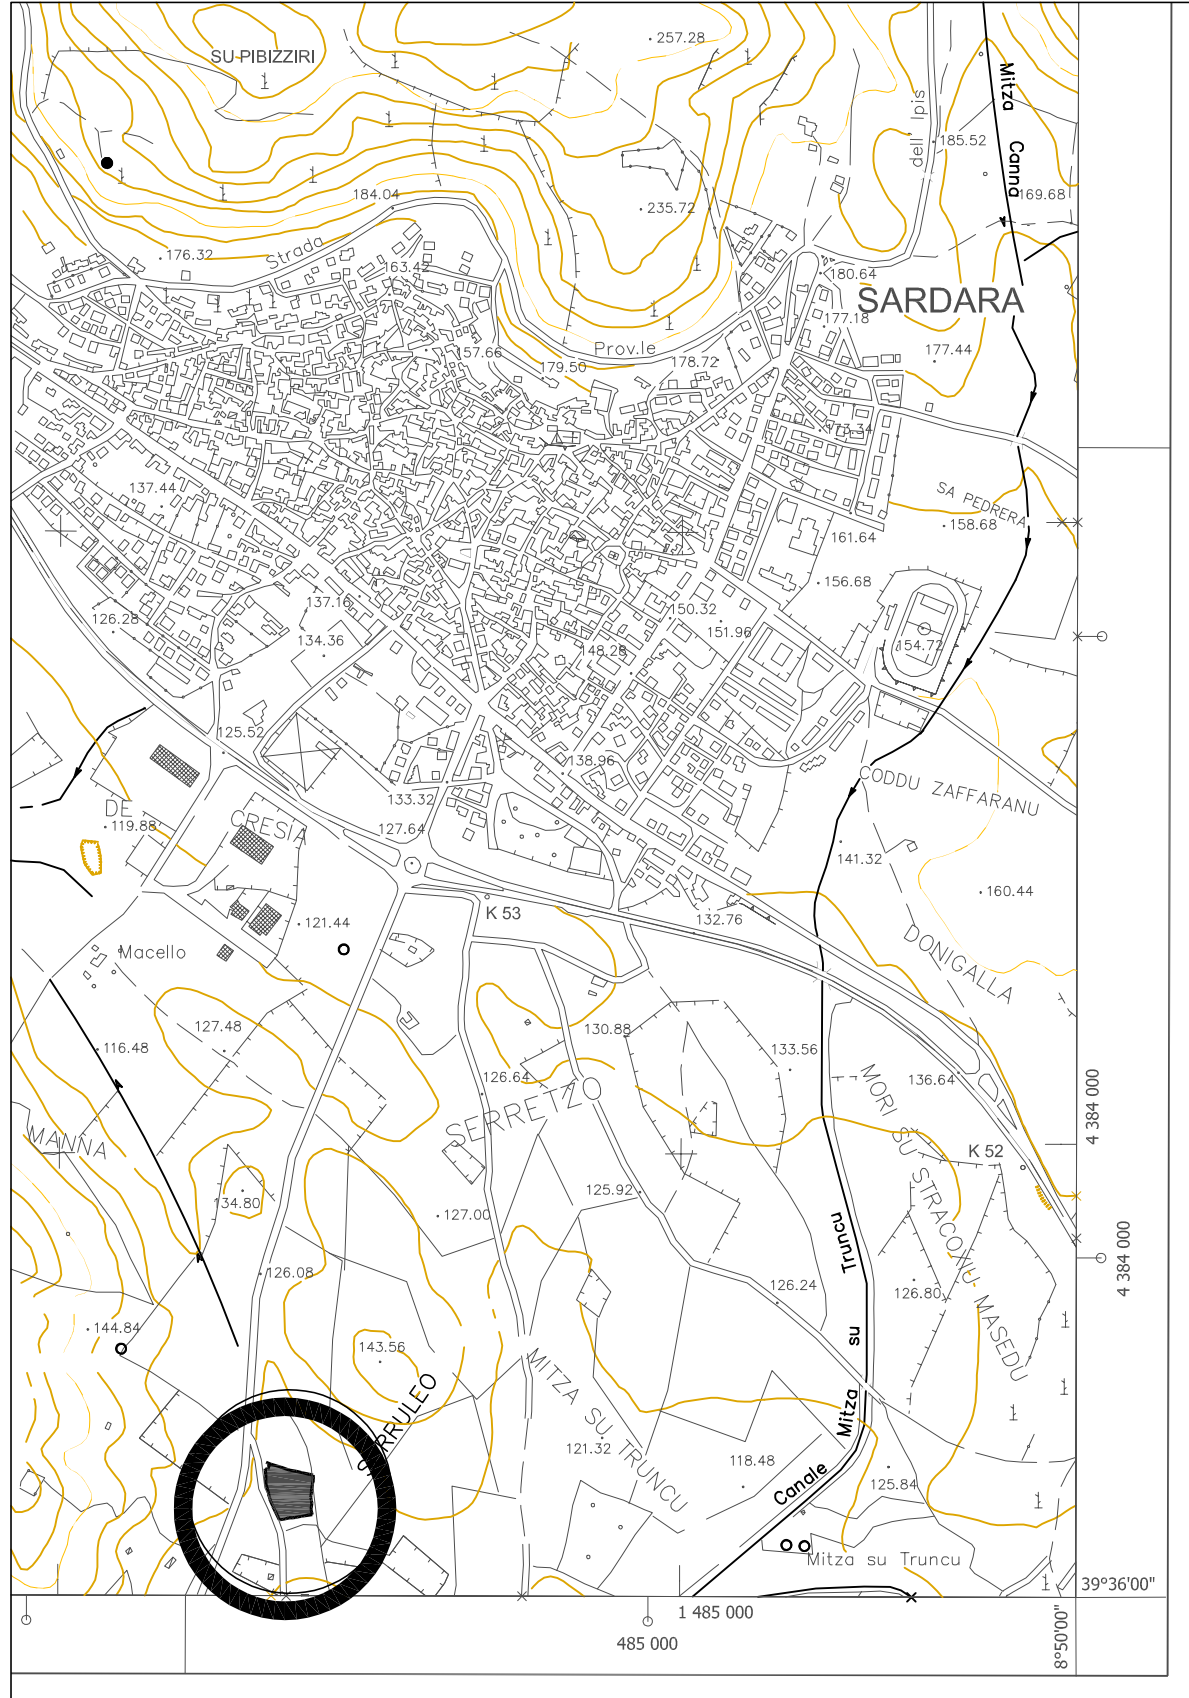 257.28
SU PIBIZZIRI
Mitza
dell Ipis
185.52
Canna
184.04
169.68
235.72
Strada
176.32
163.42
180.64
SARDARA
177.18
Prov.le
157.66
177.44
178.72
179.50
173.34
137.44
SA PEDRERA
158.68
161.64
156.68
137.16
150.32
126.28
151.96
134.36
154.72
148.28
125.52
138.96
CODDU ZAFFARANU
133.32
DE
CRESIA
119.88
127.64
141.32
160.44
K 53
132.76
121.44
DONIGALLA
Macello
127.48
130.88
116.48
133.56
126.64
136.64
MORI SU STRACOXIU MASEDU
4 384 000
SERRETZ
MANNA
K 52
125.92
134.80
127.00
Truncu
4 384 000
126.08
126.24
126.80
144.84
su
143.56
MITZA SU TRUNCU
SERRULEO
Mitza
121.32
118.48
125.84
Canale
Mitza su Truncu
39°36'00"
1 485 000
485 000
8°50'00"